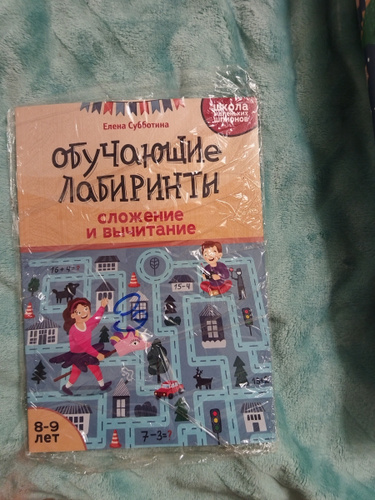 школа
маленьких
шпионов
Елена Субботина
Обучающие
лабиринты
сложение
и вычитание
16+4=?
15-4
7-3=?
8-9
лет